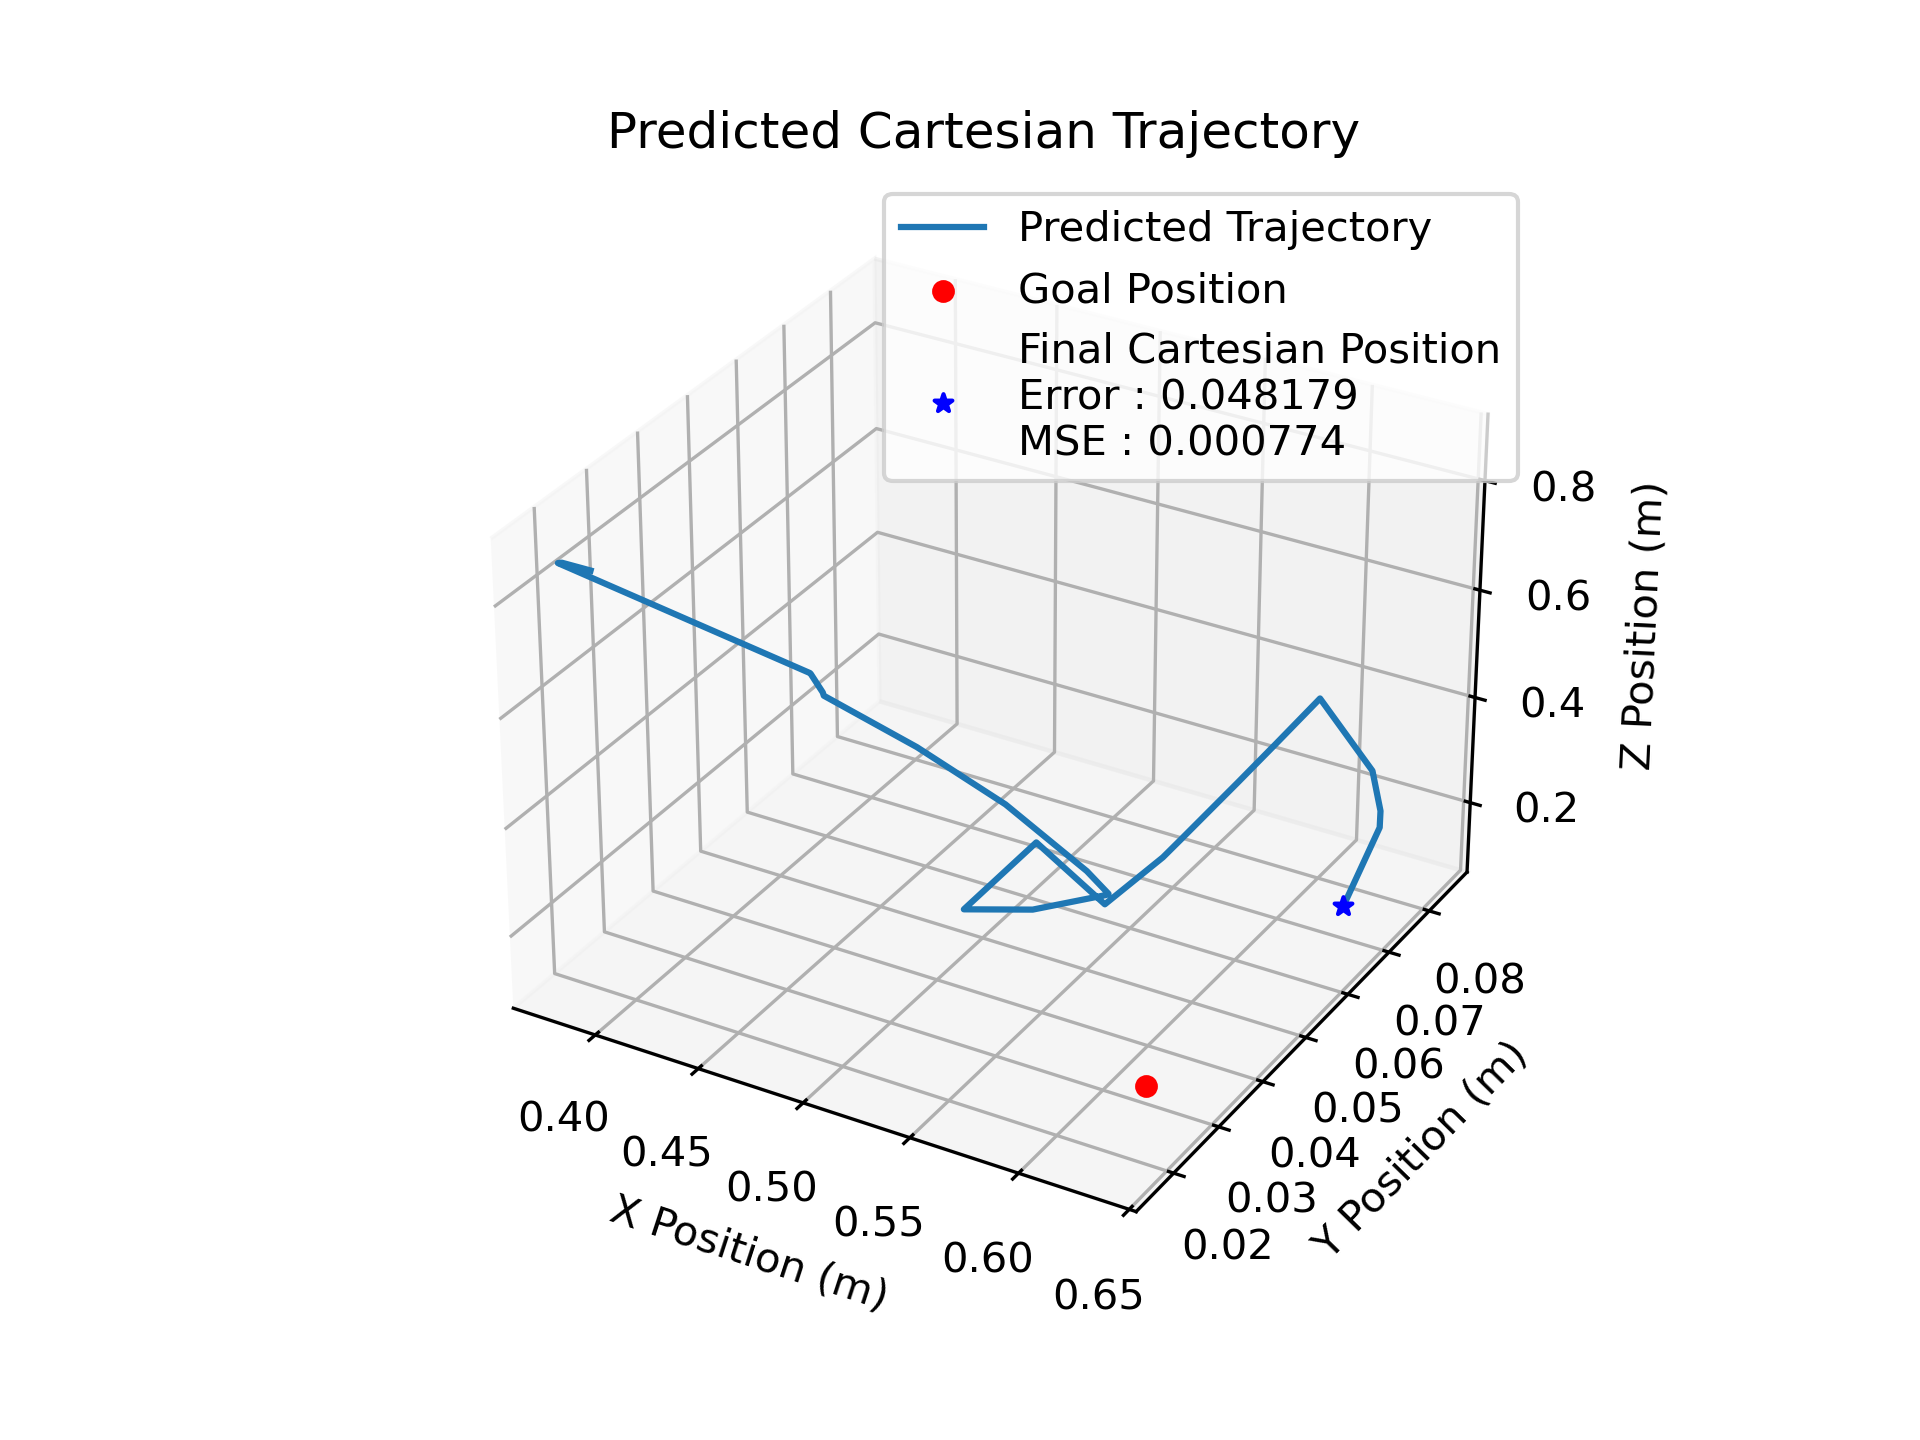 Predicted Cartesian Trajectory
Predicted Trajectory
Goal Position
Final Cartesian Position
Error : 0.048179
MSE : 0.000774
0.8
0.6
0.4
0.2
Z Position (m)
0.08
0.07
0.06
0.05
0.04
0.03
0.02
Y Position (m)
0.40
0.45
0.50
0.55
0.60
0.65
X Position (m)